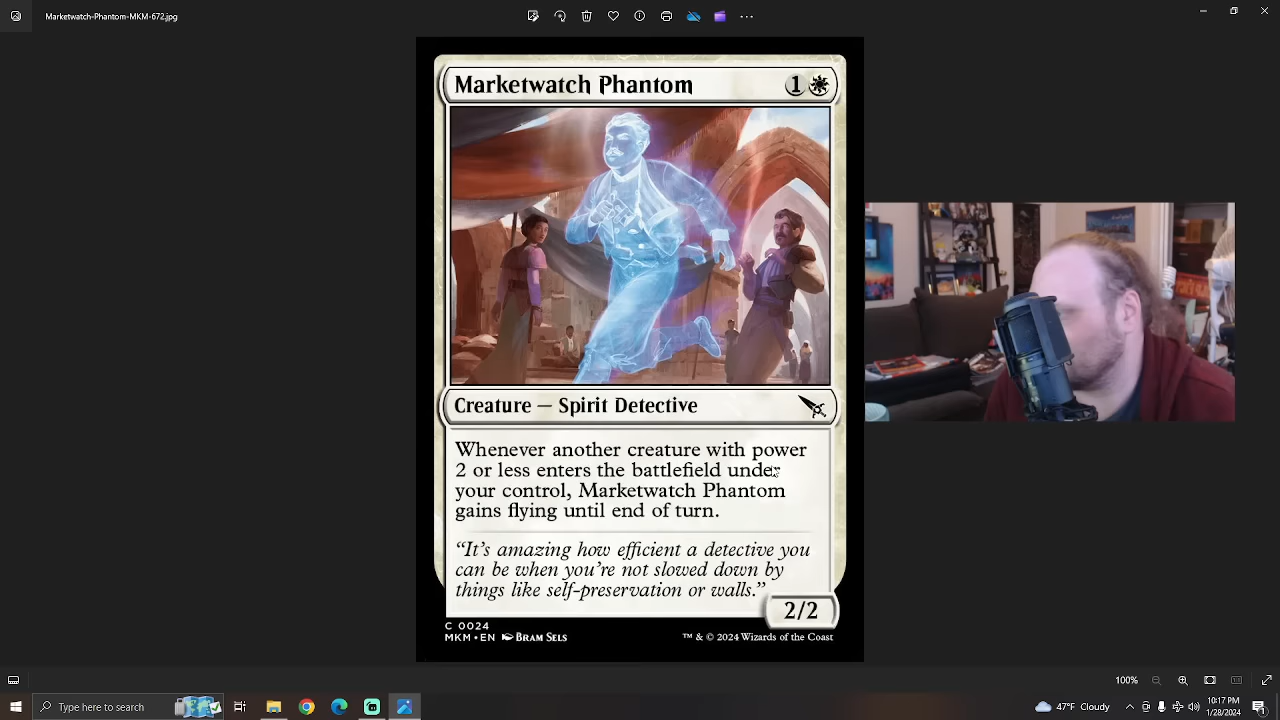 Marketwatch-Phantom-MKM-672.jpg
Marketwatch Phantom
1
Creature — Spirit Detective
Whenever another creature with power
2 or less enters the battlefield under
your control, Marketwatch Phantom
gains flying until end of turn.
“It’s amazing how efficient a detective you
can be when you’re not slowed down by
things like self-preservation or walls.”
2/2
C 0024
MKM • EN Bram Sels
™ & © 2024 Wizards of the Coast
100%
Type here to search
47°F Cloudy
10:17 PM
1/28/2024